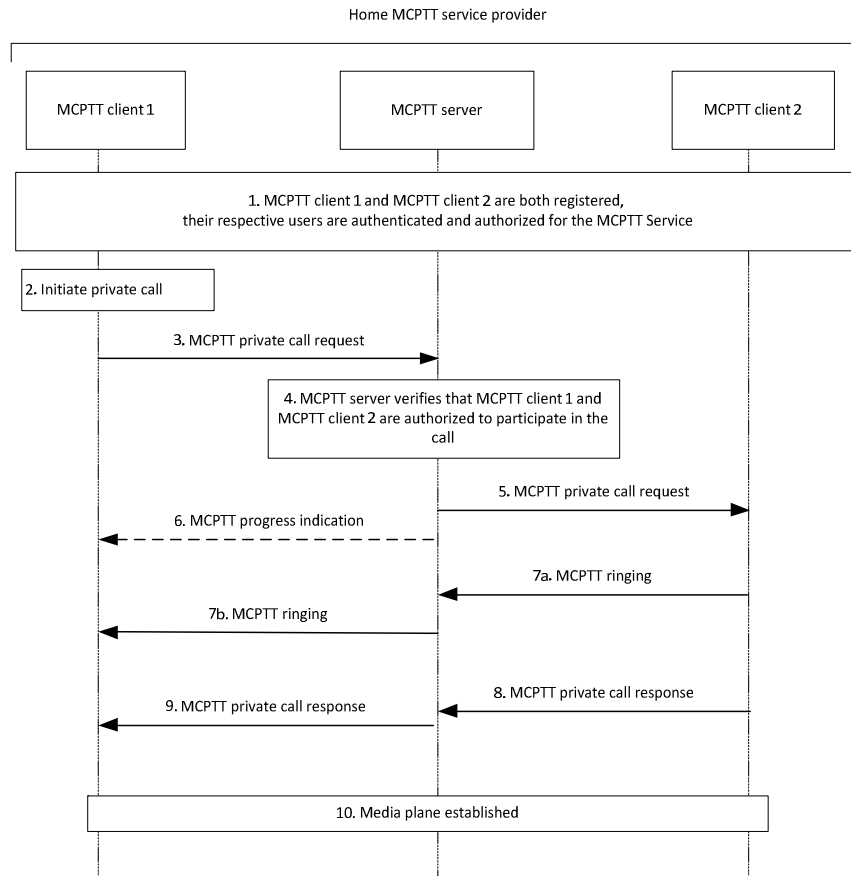 Home MCPTT service provider
MCPTT client 1
MCPTT server
MCPTT client 2
1. MCPTT client 1 and MCPTT client 2 are both registered,
their respective users are authenticated and authorized for the MCPTT Service
2. Initiate private call
3. MCPTT private call request
4. MCPTT server verifies that MCPTT client 1 and
MCPTT client 2 are authorized to participate in the
call
5. MCPTT private call request
6. MCPTT progress indication
7a. MCPTT ringing
7b. MCPTT ringing
8. MCPTT private call response
9. MCPTT private call response
10. Media plane established